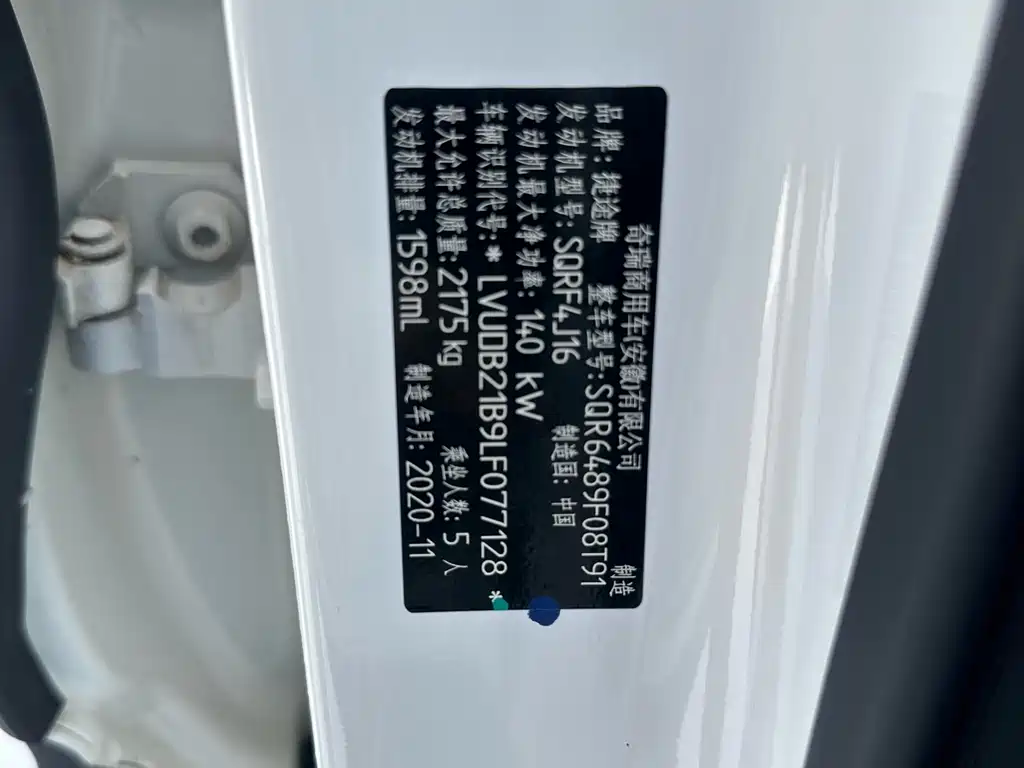 奇瑞商用车(安徽)有限公司 制造
品牌:捷途牌 整车型号:SQR6489F08T91
发动机型号:SQRF4J16 制造国:中国
发动机最大净功率:140 kW
车辆识别代号:* LVUDB21B9LF077128 *
最大允许总质量:2175kg 乘坐人数:5 人
发动机排量:1598mL 制造年月:2020-11